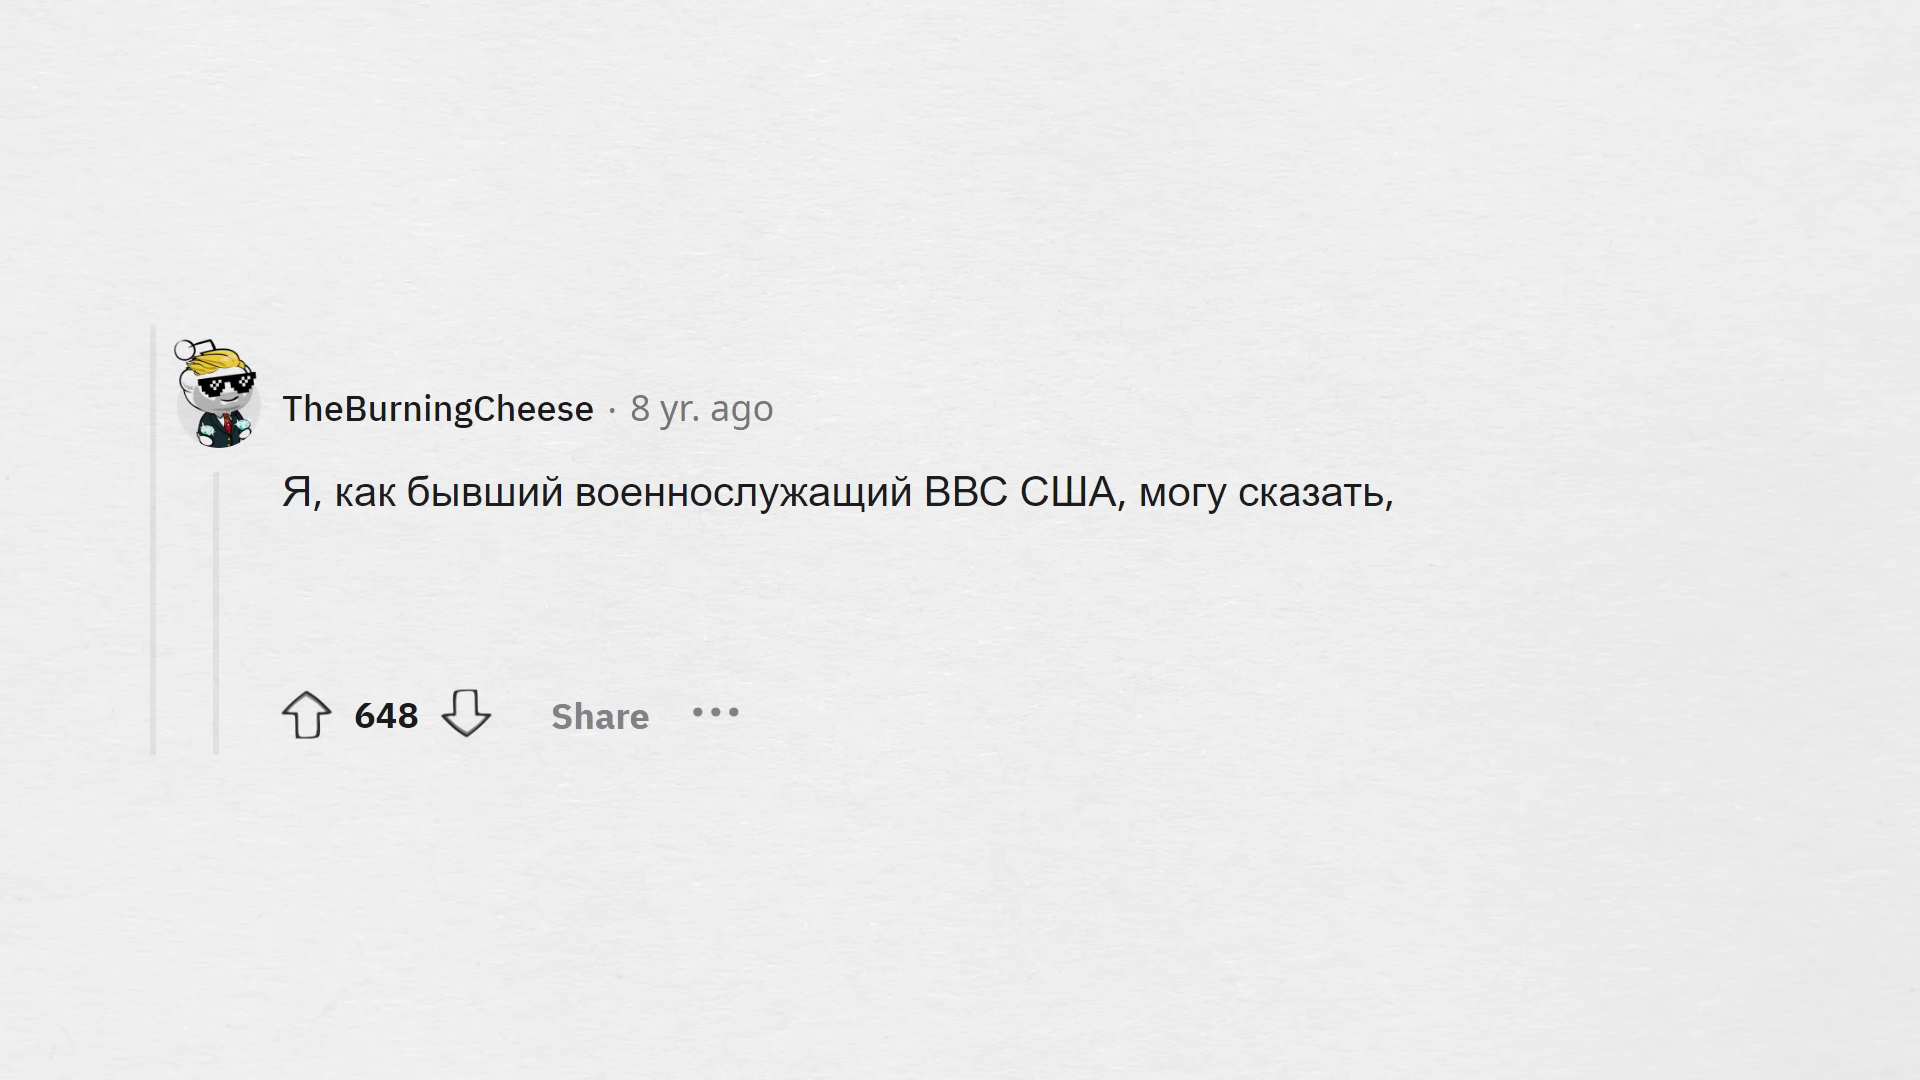 TheBurningCheese · 8 yr. ago
Я, как бывший военнослужащий ВВС США, могу сказать,
648 Share •••